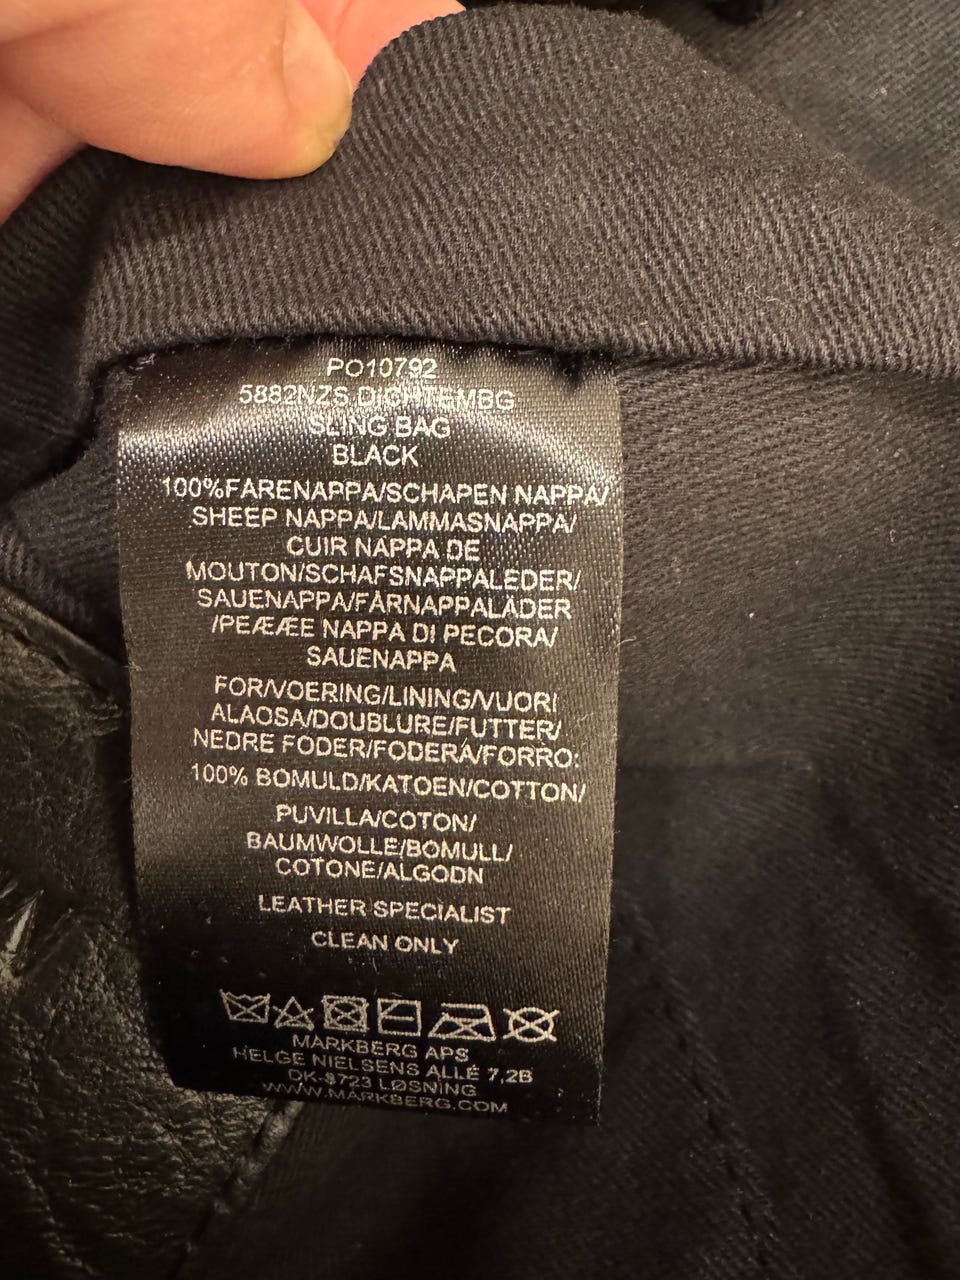 PO10792
5882NZS DICHTEMBG
SLING BAG
BLACK
100%FARENAPPA/SCHAPEN NAPPA/
SHEEP NAPPA/LAMMASNAPPA/
CUIR NAPPA DE
MOUTON/SCHAFSNAPPALEDER/
SAUENAPPA/FÄRNAPPALÄDER
/PEÆÆE NAPPA DI PECORA/
SAUENAPPA
FOR/VOERING/LINING/VUORI
ALAOSA/DOUBLURE/FUTTER/
NEDRE FODER/FODERA/FORRO:
100% BOMULD/KATOEN/COTTON/
PUVILLA/COTON/
BAUMWOLLE/BOMULL/
COTONE/ALGODN
LEATHER SPECIALIST
CLEAN ONLY
MARKBERG APS
HELGE NIELSENS ALLÉ 7,2B
DK-8723 LØSNING
WWW.MARKBERG.COM